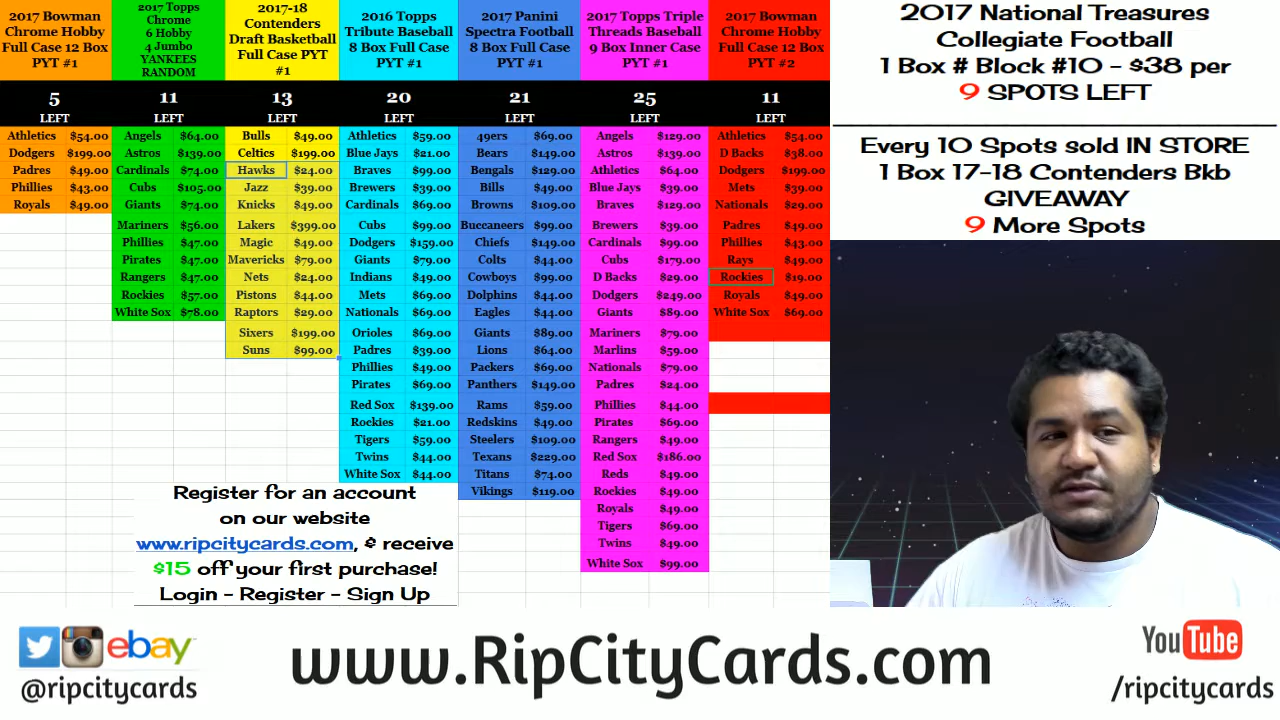 2017 Bowman
Chrome Hobby
Full Case 12 Box
PYT #1
5
LEFT
Athletics $54.00
Dodgers $199.00
Padres $49.00
Phillies $43.00
Royals $49.00
2017 Topps
Chrome
6 Hobby
4 Jumbo
YANKEES
RANDOM
11
LEFT
Angels $64.00
Astros $139.00
Cardinals $74.00
Cubs $105.00
Giants $74.00
Mariners $56.00
Phillies $47.00
Pirates $47.00
Rangers $47.00
Rockies $57.00
White Sox $78.00
2017-18
Contenders
Draft Basketball
Full Case PYT
#1
13
LEFT
Bulls $49.00
Celtics $199.00
Hawks $24.00
Jazz $39.00
Knicks $49.00
Lakers $399.00
Magic $49.00
Mavericks $79.00
Nets $24.00
Pistons $44.00
Raptors $29.00
Sixers $199.00
Suns $99.00
2016 Topps
Tribute Baseball
8 Box Full Case
PYT #1
20
LEFT
Athletics $59.00
Blue Jays $21.00
Braves $99.00
Brewers $39.00
Cardinals $69.00
Cubs $99.00
Dodgers $159.00
Giants $79.00
Indians $49.00
Mets $69.00
Nationals $69.00
Orioles $64.00
Padres $39.00
Phillies $49.00
Pirates $69.00
Red Sox $139.00
Rockies $21.00
Tigers $59.00
Twins $44.00
White Sox $44.00
2017 Panini
Spectra Football
8 Box Full Case
PYT #1
21
LEFT
49ers $69.00
Bears $149.00
Bengals $129.00
Bills $49.00
Browns $109.00
Buccaneers $99.00
Chiefs $149.00
Colts $44.00
Cowboys $99.00
Dolphins $44.00
Eagles $44.00
Giants $89.00
Lions $64.00
Packers $69.00
Panthers $149.00
Rams $59.00
Redskins $49.00
Steelers $109.00
Texans $229.00
Titans $74.00
Vikings $119.00
2017 Topps Triple
Threads Baseball
9 Box Inner Case
PYT #1
25
LEFT
Angels $129.00
Astros $139.00
Athletics $64.00
Blue Jays $39.00
Braves $129.00
Brewers $39.00
Cardinals $99.00
Cubs $179.00
D Backs $29.00
Dodgers $249.00
Giants $89.00
Mariners $79.00
Marlins $59.00
Nationals $79.00
Padres $24.00
Phillies $44.00
Pirates $69.00
Rangers $49.00
Red Sox $186.00
Reds $49.00
Rockies $49.00
Royals $49.00
Tigers $69.00
Twins $49.00
White Sox $99.00
2017 Bowman
Chrome Hobby
Full Case 12 Box
PYT #2
11
LEFT
Athletics $54.00
D Backs $38.00
Dodgers $199.00
Mets $39.00
Nationals $29.00
Padres $49.00
Phillies $43.00
Rays $49.00
Rockies $19.00
Royals $49.00
White Sox $69.00
2017 National Treasures
Collegiate Football
1 Box # Block #10 - $38 per
9 SPOTS LEFT
Every 10 Spots sold IN STORE
1 Box 17-18 Contenders Bkb
GIVEAWAY
9 More Spots
Register for an account
on our website
www.ripcitycards.com, & receive
$15 off your first purchase!
Login - Register - Sign Up
ebay
@ripcitycards
www.RipCityCards.com
YouTube
/ripcitycards